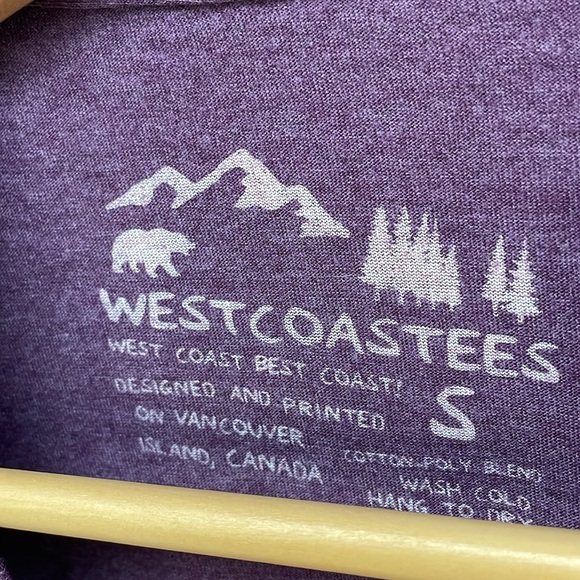 WESTCOASTEES
WEST COAST BEST COAST!
DESIGNED AND PRINTED
ON VANCOUVER
ISLAND, CANADA
S
COTTON-POLY BLEND
WASH COLD
HANG TO DRY